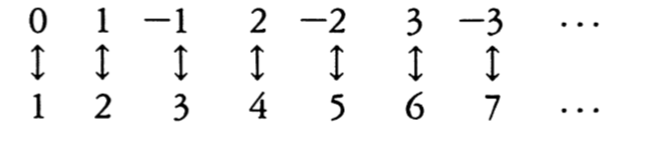 0 1 −1 2 −2 3 −3 ⋯
↕ ↕ ↕ ↕ ↕ ↕ ↕
1 2 3 4 5 6 7 ⋯